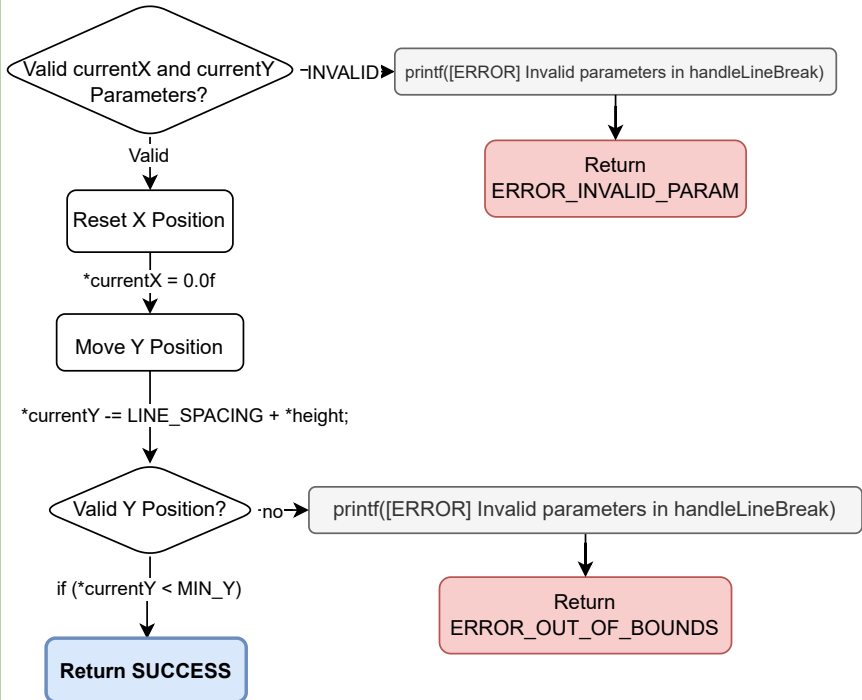 Valid currentX and currentY
Parameters?
INVALID
printf([ERROR] Invalid parameters in handleLineBreak)
Return
ERROR_INVALID_PARAM
Valid
Reset X Position
*currentX = 0.0f
Move Y Position
*currentY -= LINE_SPACING + *height;
Valid Y Position?
no
printf([ERROR] Invalid parameters in handleLineBreak)
Return
ERROR_OUT_OF_BOUNDS
if (*currentY < MIN_Y)
Return SUCCESS